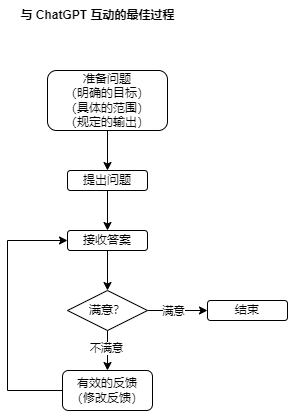 与 ChatGPT 互动的最佳过程
准备问题
（明确的目标）
（具体的范围）
（规定的输出）
提出问题
接收答案
满意？
满意
结束
不满意
有效的反馈
（修改反馈）